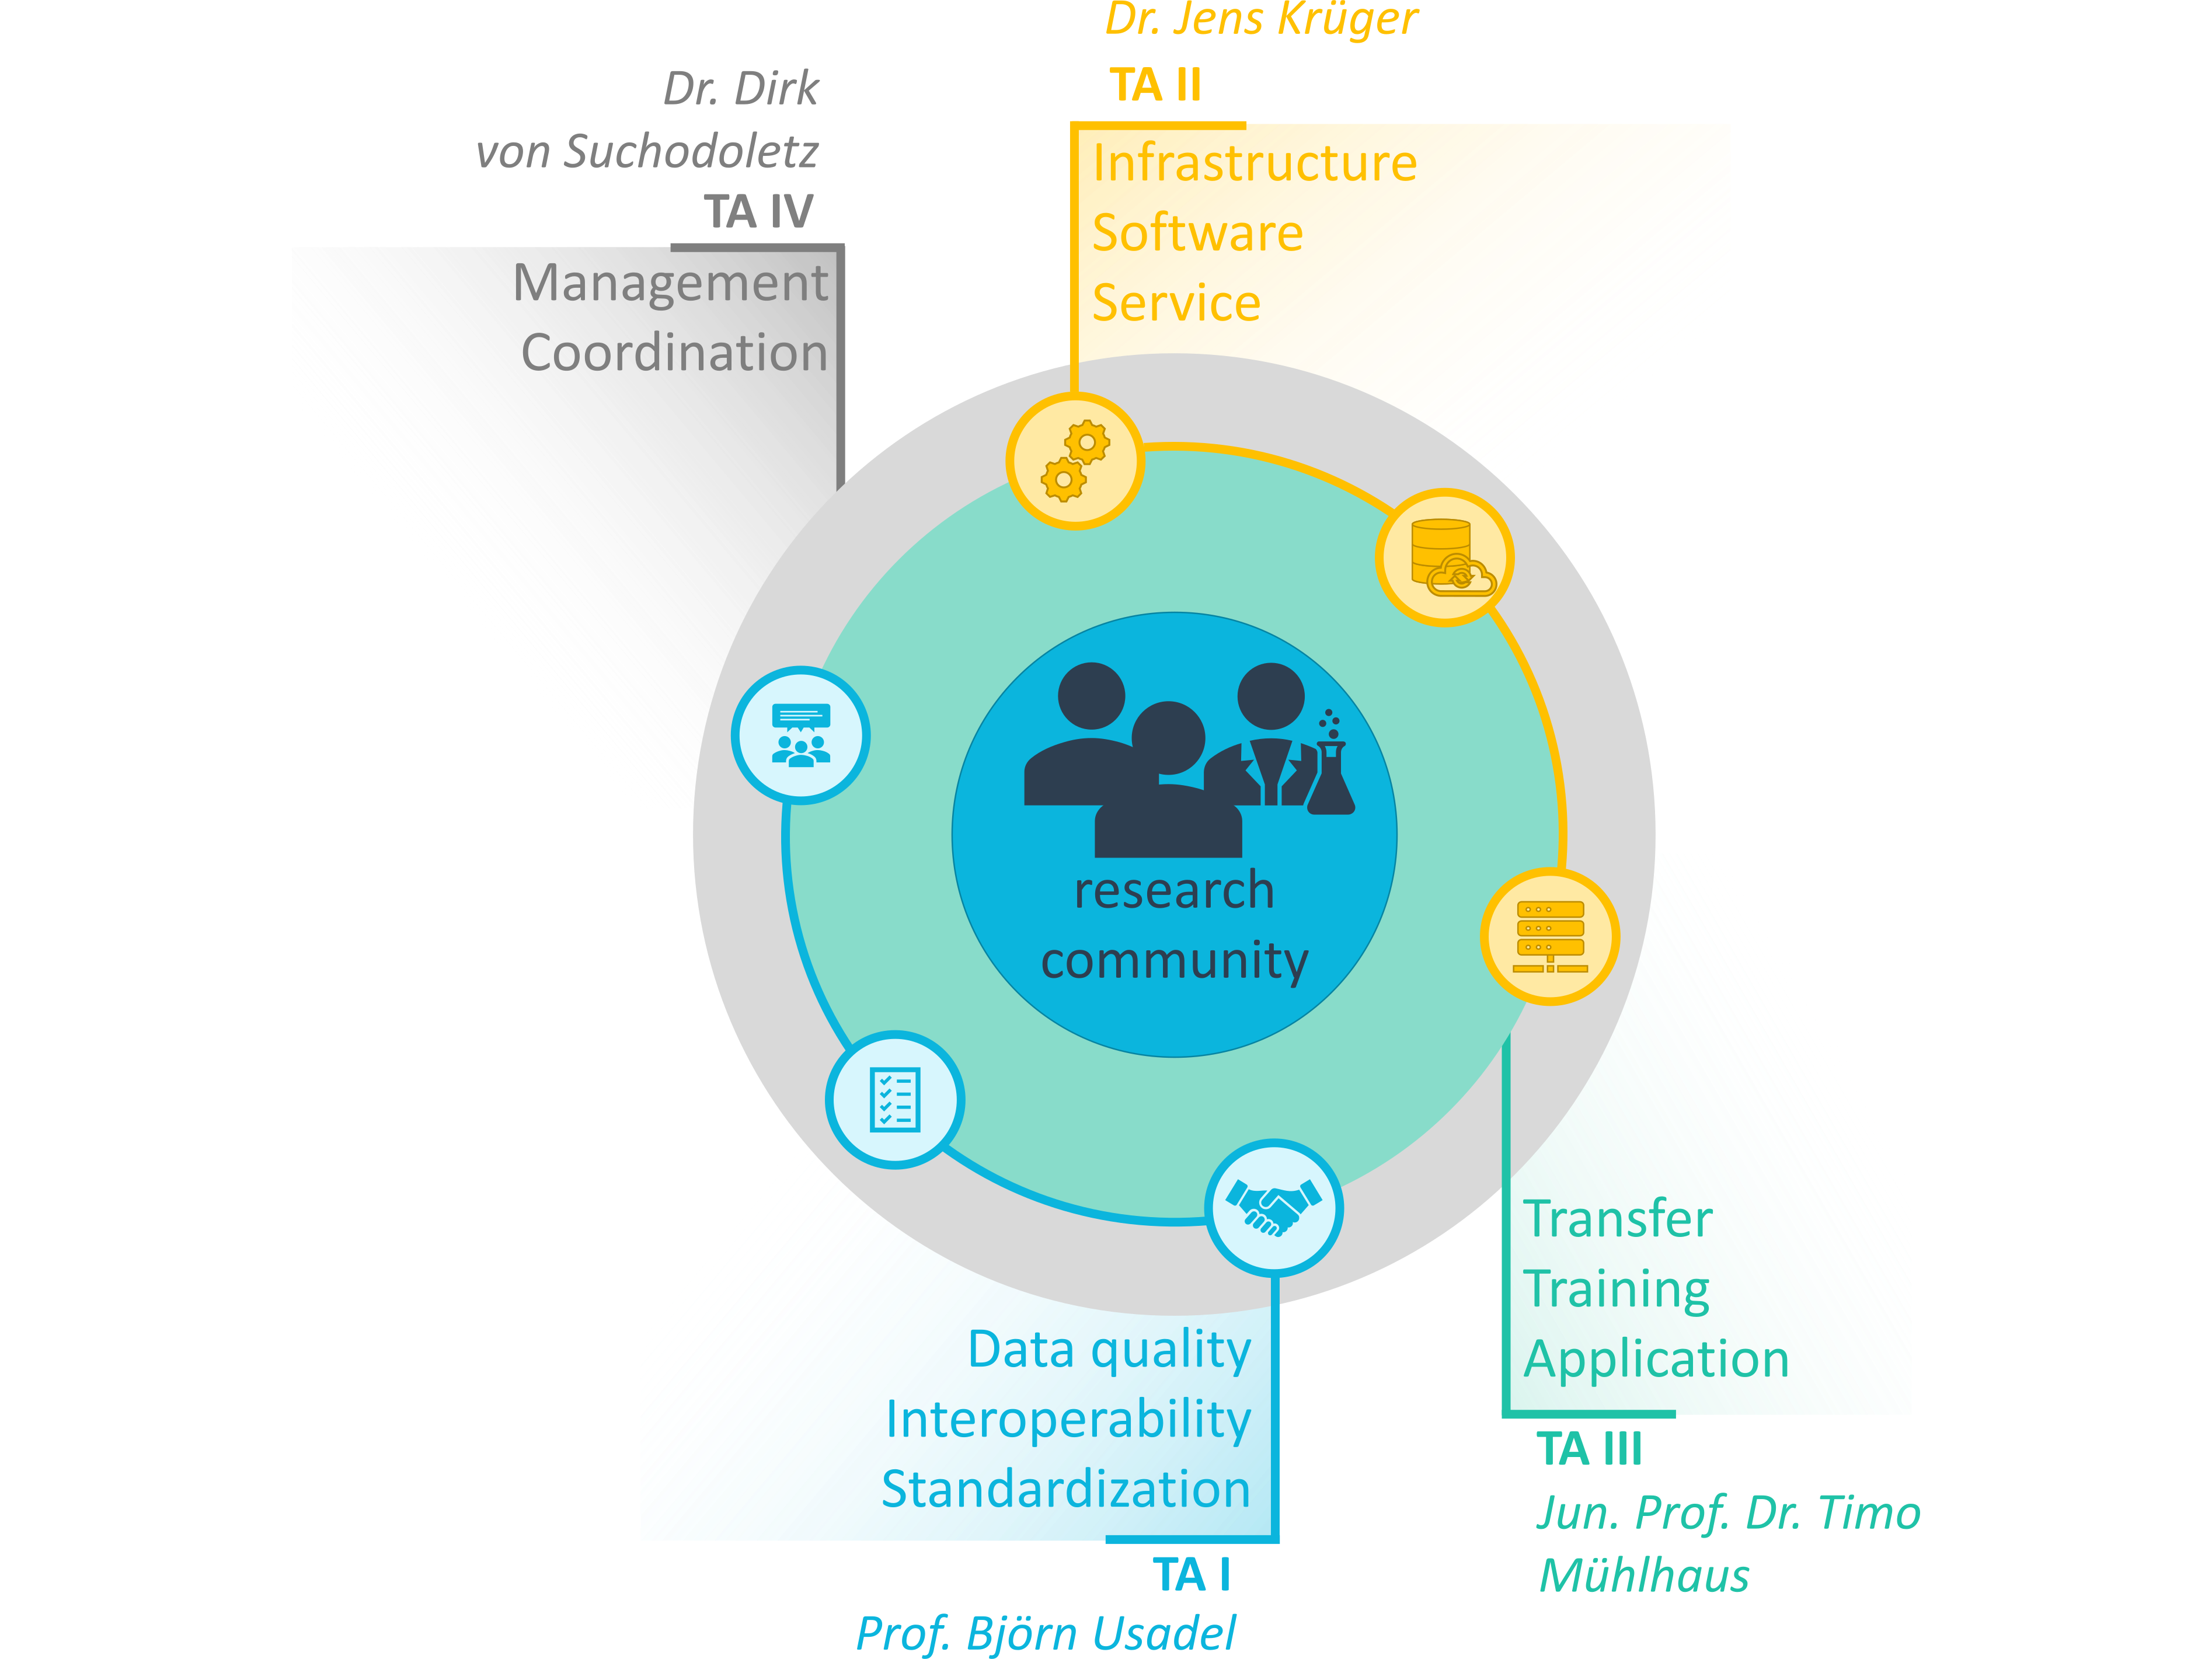 Dr. Jens Krüger
TA II
Infrastructure
Software
Service
Dr. Dirk
von Suchodoletz
TA IV
Management
Coordination
research
community
Transfer
Training
Application
TA III
Jun. Prof. Dr. Timo
Mühlhaus
Data quality
Interoperability
Standardization
TA I
Prof. Björn Usadel